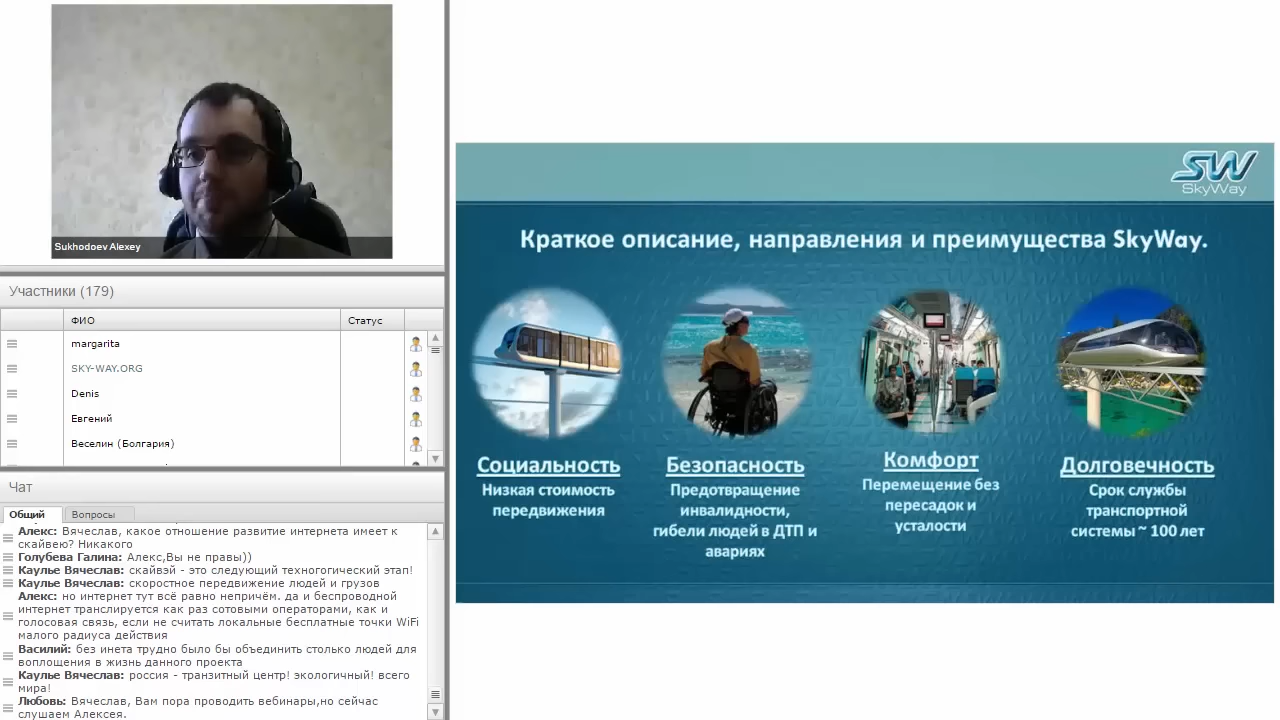 Sukhodoev Alexey
Участники (179)
ФИО
Статус
margarita
SKY-WAY.ORG
Denis
Евгений
Веселин (Болгария)
Чат
Общий
Вопросы
Алекс: Вячеслав, какое отношение развитие интернета имеет к
скайвею? Никакого
Голубева Галина: Алекс,Вы не правы))
Каулье Вячеслав: скайвэй - это следующий техногогический этап!
Каулье Вячеслав: скоростное передвижение людей и грузов
Алекс: но интернет тут всё равно непричём. да и беспроводной
интернет транслируется как раз сотовыми операторами, как и
голосовая связь, если не считать локальные бесплатные точки WiFi
малого радиуса действия
Василий: без инета трудно было бы объединить столько людей для
воплощения в жизнь данного проекта
Каулье Вячеслав: россия - транзитный центр! экологичный! всего
мира!
Любовь: Вячеслав, Вам пора проводить вебинары,но сейчас
слушаем Алексея.
SW
SkyWay
Краткое описание, направления и преимущества SkyWay.
Социальность
Низкая стоимость
передвижения
Безопасность
Предотвращение
инвалидности,
гибели людей в ДТП и
авариях
Комфорт
Перемещение без
пересадок и
усталости
Долговечность
Срок службы
транспортной
системы ~ 100 лет